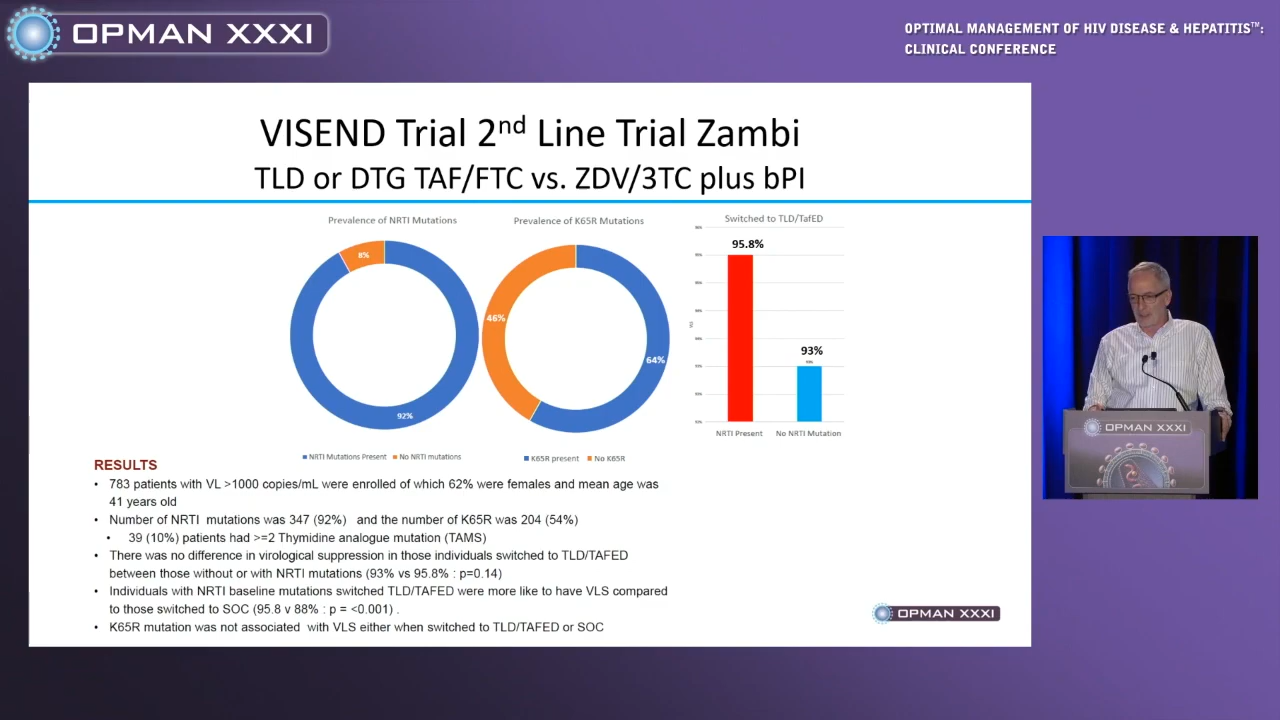 OPMAN XXXI
OPTIMAL MANAGEMENT OF HIV DISEASE & HEPATITIS™:
CLINICAL CONFERENCE
VISEND Trial 2nd Line Trial Zambi
TLD or DTG TAF/FTC vs. ZDV/3TC plus bPI
Prevalence of NRTI Mutations
8%
92%
NRTI Mutations Present
No NRTI mutations
Prevalence of K65R Mutations
46%
64%
K65R present
No K65R
Switched to TLD/TafED
95.8%
93%
NRTI Present
No NRTI Mutation
RESULTS
• 783 patients with VL >1000 copies/mL were enrolled of which 62% were females and mean age was
41 years old
• Number of NRTI mutations was 347 (92%) and the number of K65R was 204 (54%)
• 39 (10%) patients had >=2 Thymidine analogue mutation (TAMS)
• There was no difference in virological suppression in those individuals switched to TLD/TAFED
between those without or with NRTI mutations (93% vs 95.8% : p=0.14)
• Individuals with NRTI baseline mutations switched TLD/TAFED were more like to have VLS compared
to those switched to SOC (95.8 v 88% : p = <0.001) .
• K65R mutation was not associated with VLS either when switched to TLD/TAFED or SOC
OPMAN XXXI
OPMAN XXXI